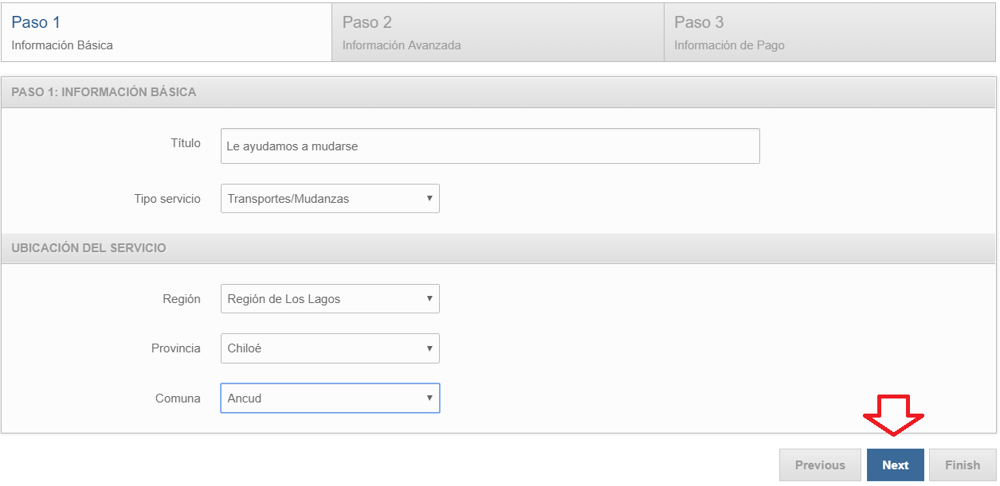 Paso 1
Información Básica
Paso 2
Información Avanzada
Paso 3
Información de Pago
PASO 1: INFORMACIÓN BÁSICA
Título
Le ayudamos a mudarse
Tipo servicio
Transportes/Mudanzas
UBICACIÓN DEL SERVICIO
Región
Región de Los Lagos
Provincia
Chiloé
Comuna
Ancud
Previous
Next
Finish